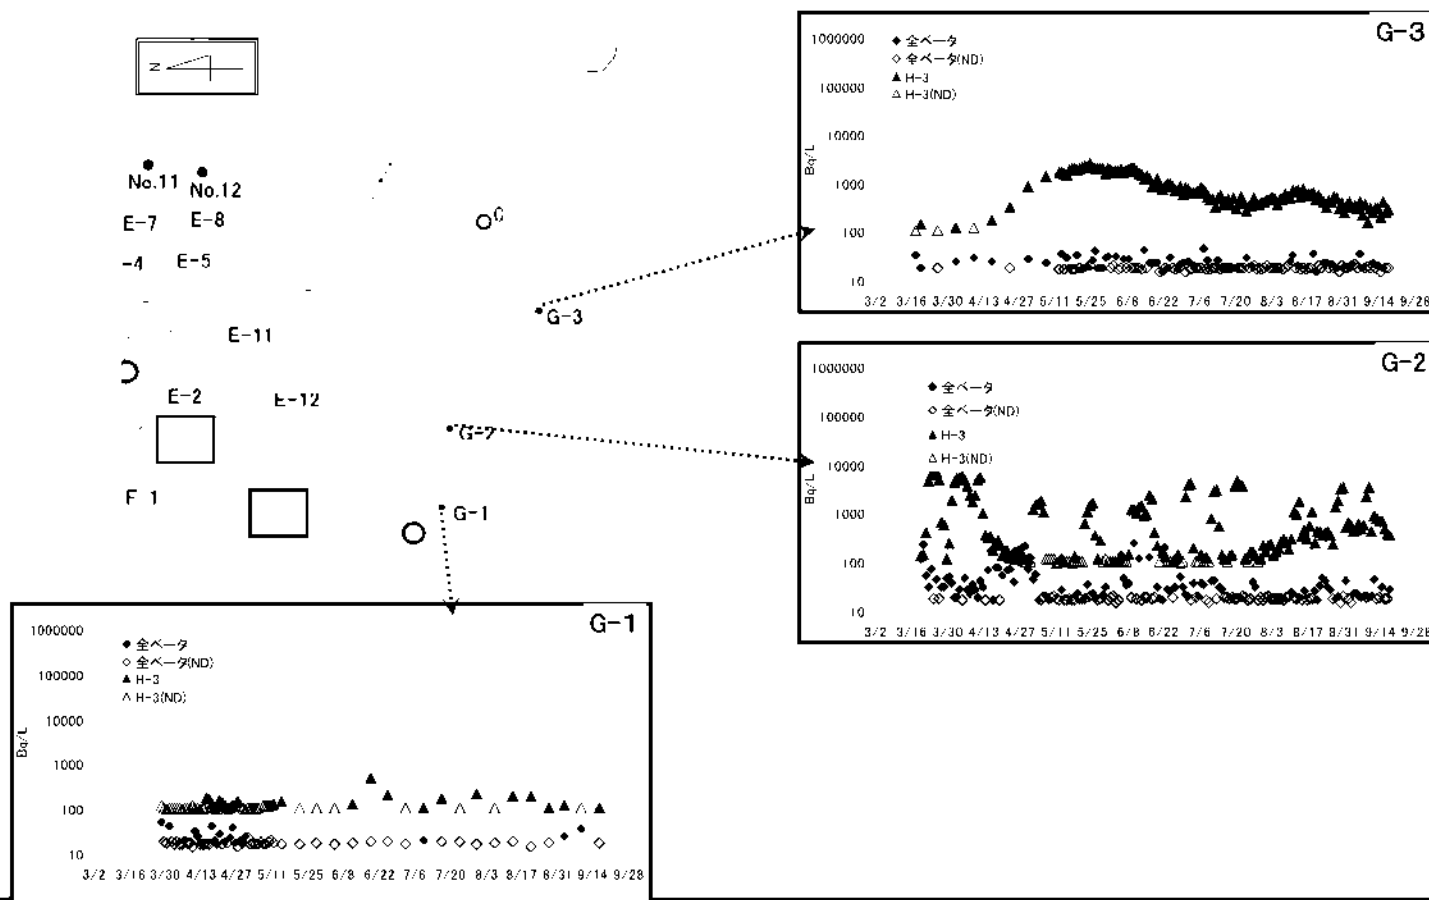 Z
No.11
No.12
E-7
E-8
-4
E-5
G-3
E-11
E-2
E-12
G-2
G-1
G-3
1000000
100000
10000
1000
100
10
Bq/L
全ベータ
全ベータ(ND)
H-3
H-3(ND)
3/2 3/16 3/30 4/13 4/27 5/11 5/25 6/8 6/22 7/6 7/20 8/3 8/17 8/31 9/14 9/28
G-2
1000000
100000
10000
1000
100
10
Bq/L
全ベータ
全ベータ(ND)
H-3
H-3(ND)
3/2 3/16 3/30 4/13 4/27 5/11 5/25 6/8 6/22 7/6 7/20 8/3 8/17 8/31 9/14 9/28
G-1
1000000
100000
10000
1000
100
10
Bq/L
全ベータ
全ベータ(ND)
H-3
H-3(ND)
3/2 3/16 3/30 4/13 4/27 5/11 5/25 6/8 6/22 7/6 7/20 8/3 8/17 8/31 9/14 9/28